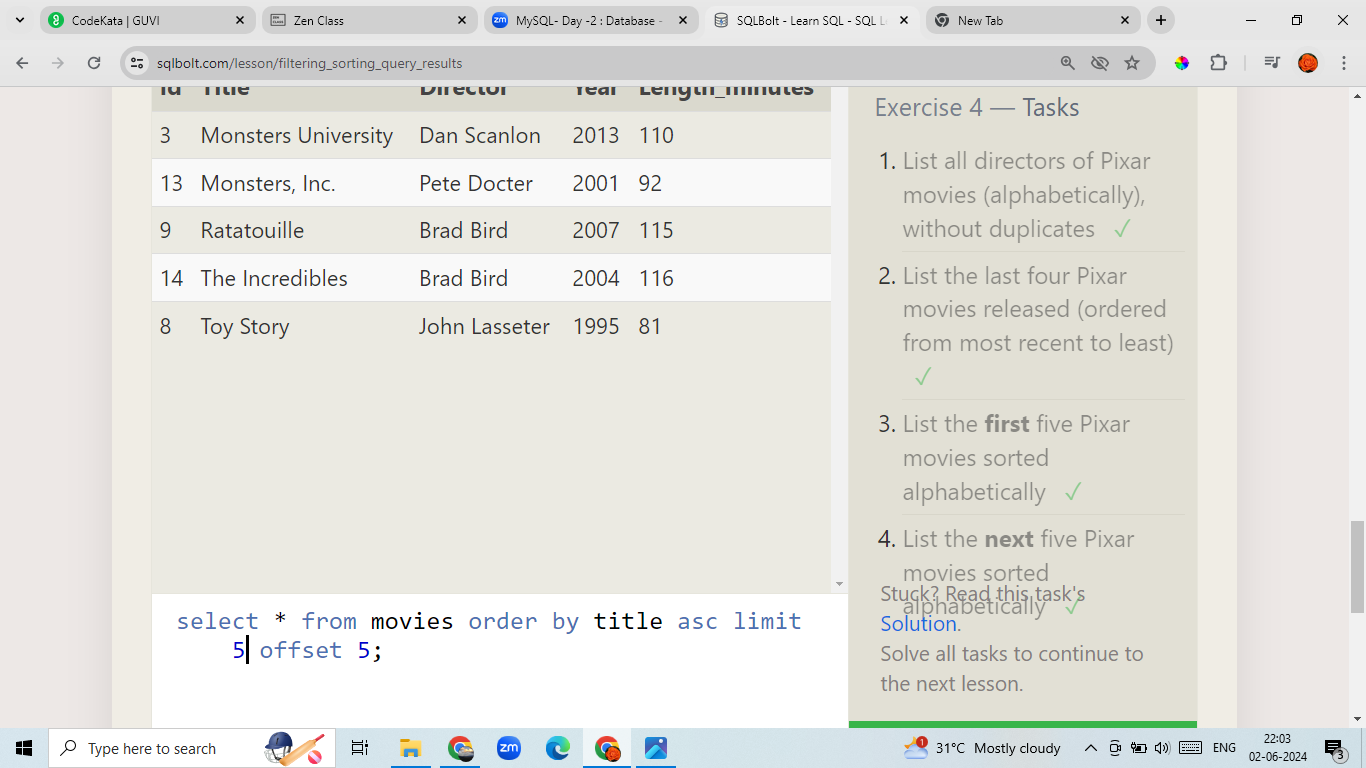 CodeKata | GUVI
Zen Class
MySQL- Day -2 : Database -
SQLBolt - Learn SQL - SQL L
New Tab
sqlbolt.com/lesson/filtering_sorting_query_results
Id Title Director Year Length_minutes
3 Monsters University Dan Scanlon 2013 110
13 Monsters, Inc. Pete Docter 2001 92
9 Ratatouille Brad Bird 2007 115
14 The Incredibles Brad Bird 2004 116
8 Toy Story John Lasseter 1995 81
select * from movies order by title asc limit
5 offset 5;
Exercise 4 — Tasks
1. List all directors of Pixar
movies (alphabetically),
without duplicates ✓
2. List the last four Pixar
movies released (ordered
from most recent to least)
✓
3. List the first five Pixar
movies sorted
alphabetically ✓
4. List the next five Pixar
movies sorted
alphabetically ✓
Stuck? Read this task's
Solution.
Solve all tasks to continue to
the next lesson.
Type here to search
zm
1
31°C Mostly cloudy
ENG
22:03
02-06-2024
3